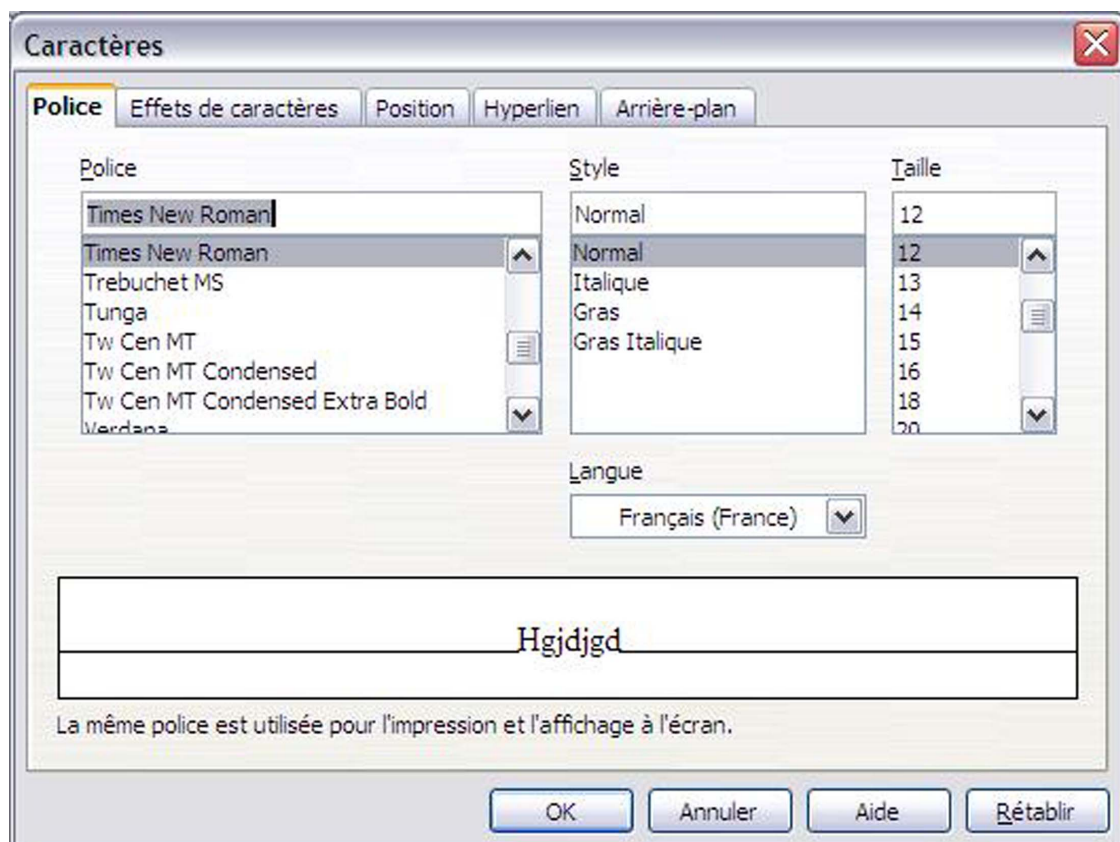 Caractères
Police Effets de caractères Position Hyperlien Arrière-plan
Police Style Taille
Times New Roman Normal 12
Times New Roman Normal 12
Trebuchet MS Italique 13
Tunga Gras 14
Tw Cen MT Gras Italique 15
Tw Cen MT Condensed 16
Tw Cen MT Condensed Extra Bold 18
Verdana 20
Langue
Français (France)
Hgjdjgd
La même police est utilisée pour l'impression et l'affichage à l'écran.
OK Annuler Aide Rétablir